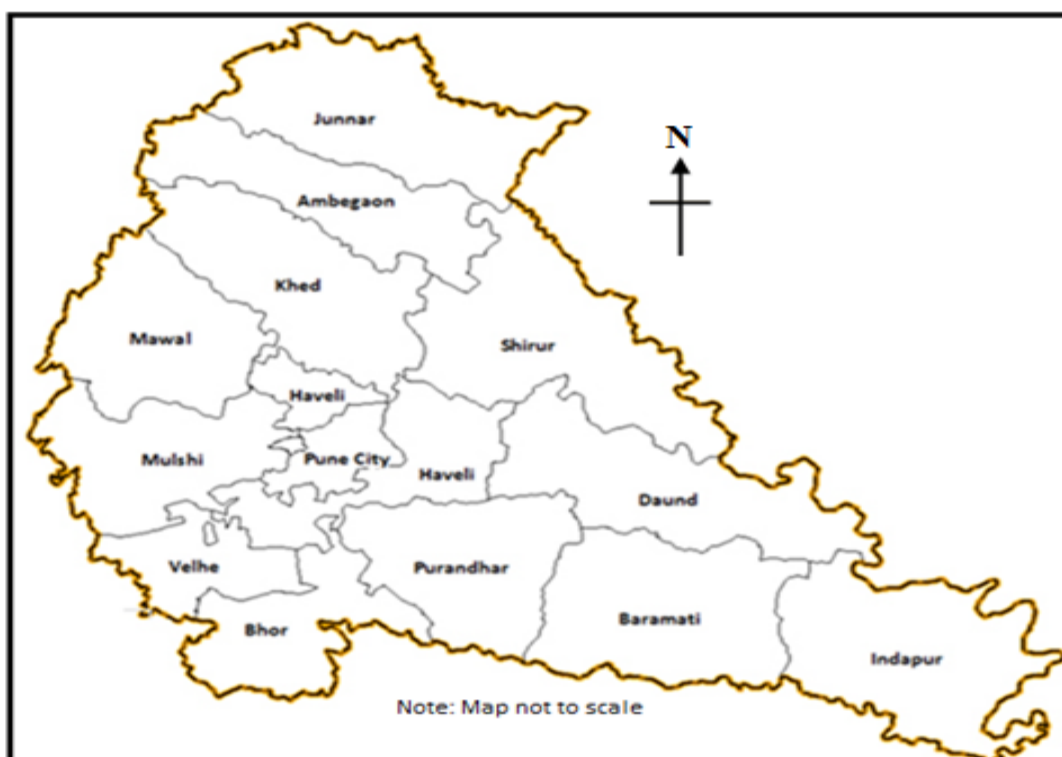 Junnar
N
Ambegaon
Khed
Mawal
Shirur
Haveli
Mulshi
Pune City
Haveli
Daund
Velhe
Purandhar
Baramati
Bhor
Indapur
Note: Map not to scale